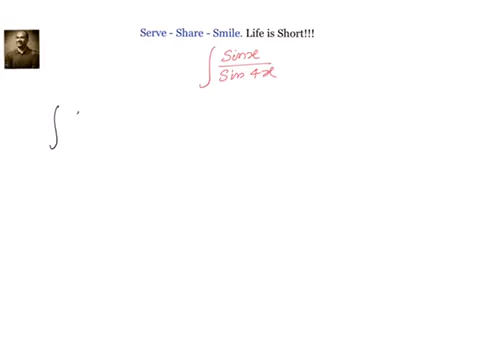 Serve - Share - Smile. Life is Short!!!
∫ Sinx / Sin 4x
∫